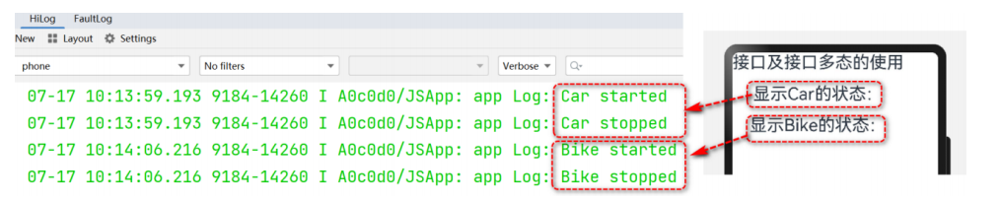 HiLog FaultLog
New Layout Settings
phone No filters Verbose
07-17 10:13:59.193 9184-14260 I A0c0d0/JSApp: app Log: Car started
07-17 10:13:59.193 9184-14260 I A0c0d0/JSApp: app Log: Car stopped
07-17 10:14:06.216 9184-14260 I A0c0d0/JSApp: app Log: Bike started
07-17 10:14:06.216 9184-14260 I A0c0d0/JSApp: app Log: Bike stopped
接口及接口多态的使用
显示Car的状态:
显示Bike的状态: